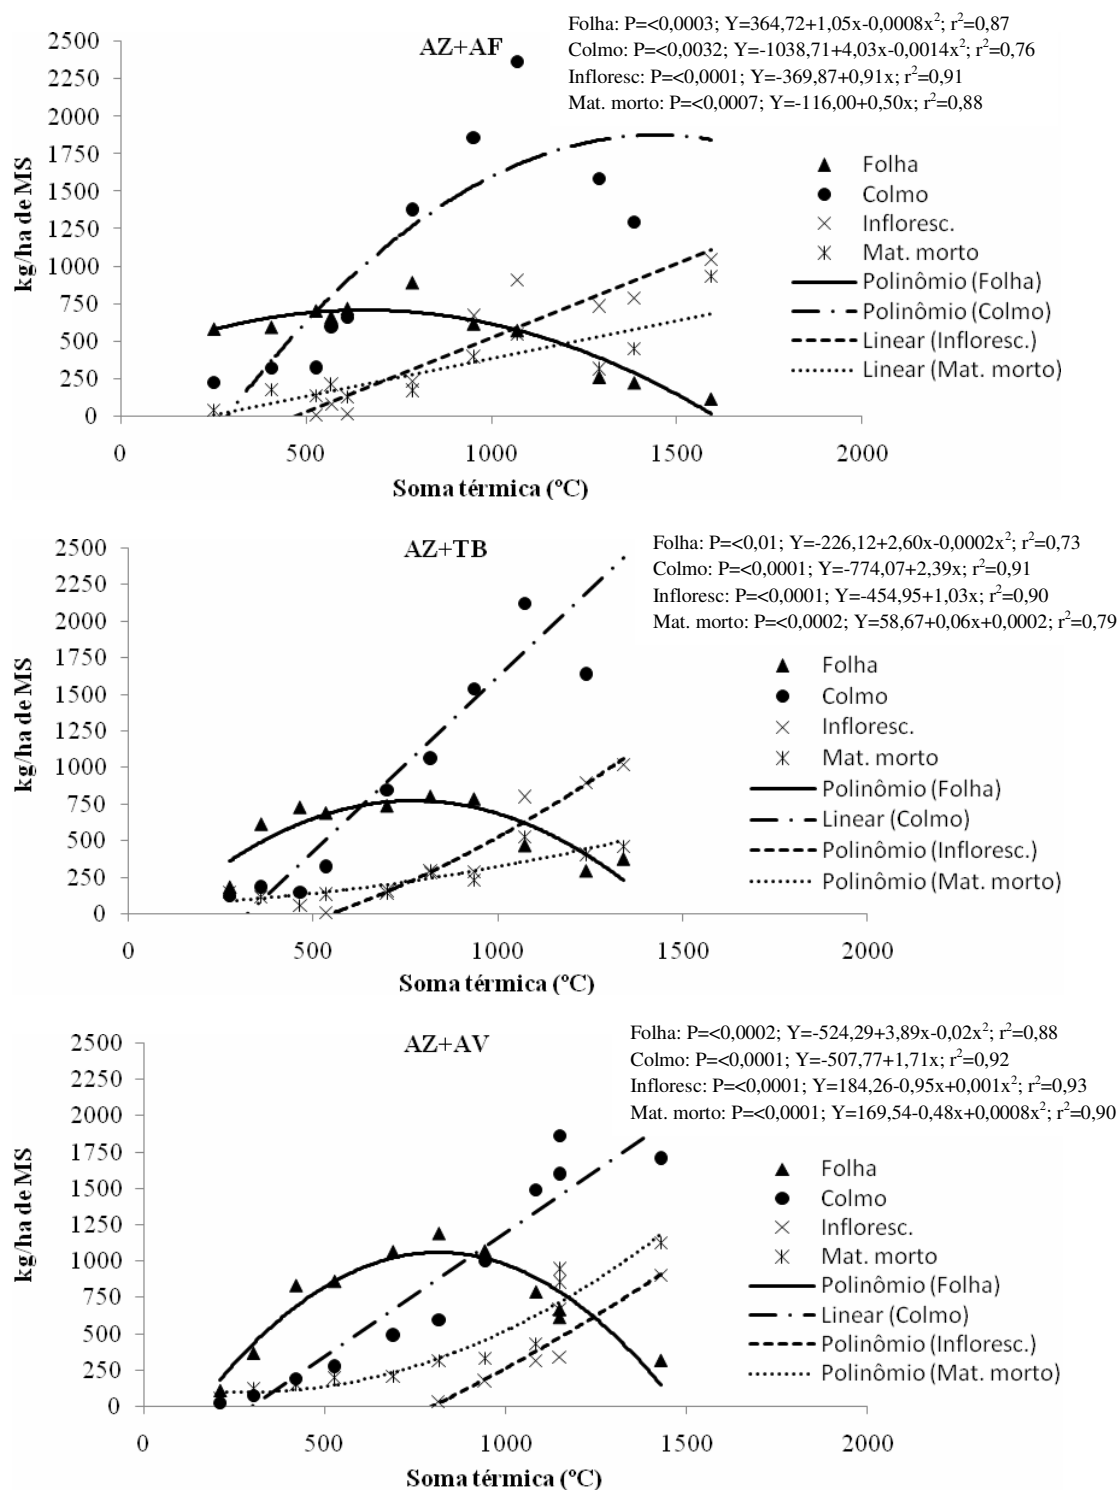 Folha: P=<0,0003; Y=364,72+1,05x-0,0008x²; r²=0,87
Colmo: P=<0,0032; Y=-1038,71+4,03x-0,0014x²; r²=0,76
Infloresc: P=<0,0001; Y=-369,87+0,91x; r²=0,91
Mat. morto: P=<0,0007; Y=-116,00+0,50x; r²=0,88
AZ+AF
kg/ha de MS
2500
2250
2000
1750
1500
1250
1000
750
500
250
0
0 500 1000 1500 2000
Soma térmica (ºC)
Folha
Colmo
Infloresc.
Mat. morto
Polinômio (Folha)
Polinômio (Colmo)
Linear (Infloresc.)
Linear (Mat. morto)
Folha: P=<0,01; Y=-226,12+2,60x-0,0002x²; r²=0,73
Colmo: P=<0,0001; Y=-774,07+2,39x; r²=0,91
Infloresc: P=<0,0001; Y=-454,95+1,03x; r²=0,90
Mat. morto: P=<0,0002; Y=58,67+0,06x+0,0002; r²=0,79
AZ+TB
kg/ha de MS
2500
2250
2000
1750
1500
1250
1000
750
500
250
0
0 500 1000 1500 2000
Soma térmica (ºC)
Folha
Colmo
Infloresc.
Mat. morto
Polinômio (Folha)
Linear (Colmo)
Polinômio (Infloresc.)
Polinômio (Mat. morto)
Folha: P=<0,0002; Y=-524,29+3,89x-0,02x²; r²=0,88
Colmo: P=<0,0001; Y=-507,77+1,71x; r²=0,92
Infloresc: P=<0,0001; Y=184,26-0,95x+0,001x²; r²=0,93
Mat. morto: P=<0,0001; Y=169,54-0,48x+0,0008x²; r²=0,90
AZ+AV
kg/ha de MS
2500
2250
2000
1750
1500
1250
1000
750
500
250
0
0 500 1000 1500 2000
Soma térmica (ºC)
Folha
Colmo
Infloresc.
Mat. morto
Polinômio (Folha)
Linear (Colmo)
Polinômio (Infloresc.)
Polinômio (Mat. morto)